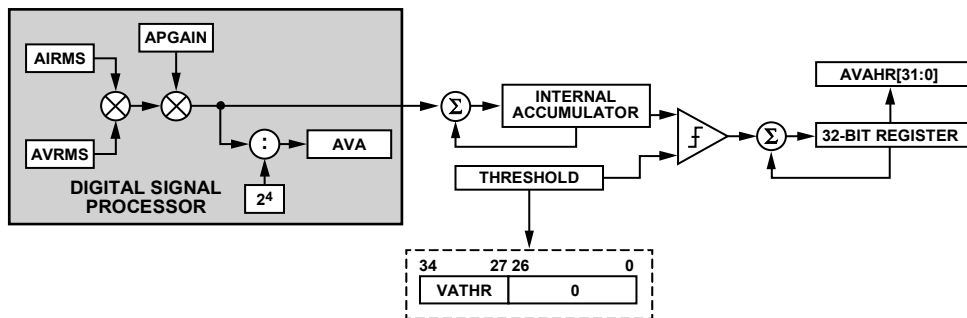 APGAIN
AIRMS
AVRMS
:
AVA
2⁴
DIGITAL SIGNAL
PROCESSOR
Σ
INTERNAL
ACCUMULATOR
THRESHOLD
Σ
AVAHR[31:0]
32-BIT REGISTER
34 27 26 0
VATHR 0